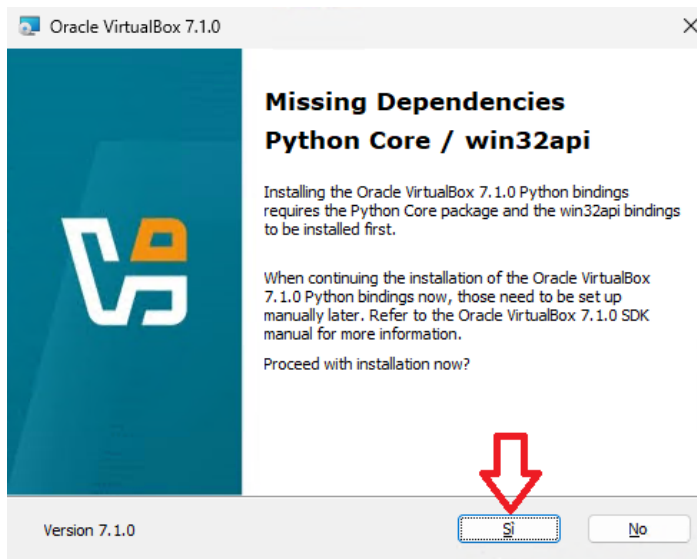 Oracle VirtualBox 7.1.0
Missing Dependencies
Python Core / win32api
Installing the Oracle VirtualBox 7.1.0 Python bindings
requires the Python Core package and the win32api bindings
to be installed first.
When continuing the installation of the Oracle VirtualBox
7.1.0 Python bindings now, those need to be set up
manually later. Refer to the Oracle VirtualBox 7.1.0 SDK
manual for more information.
Proceed with installation now?
Version 7.1.0
Sì
No